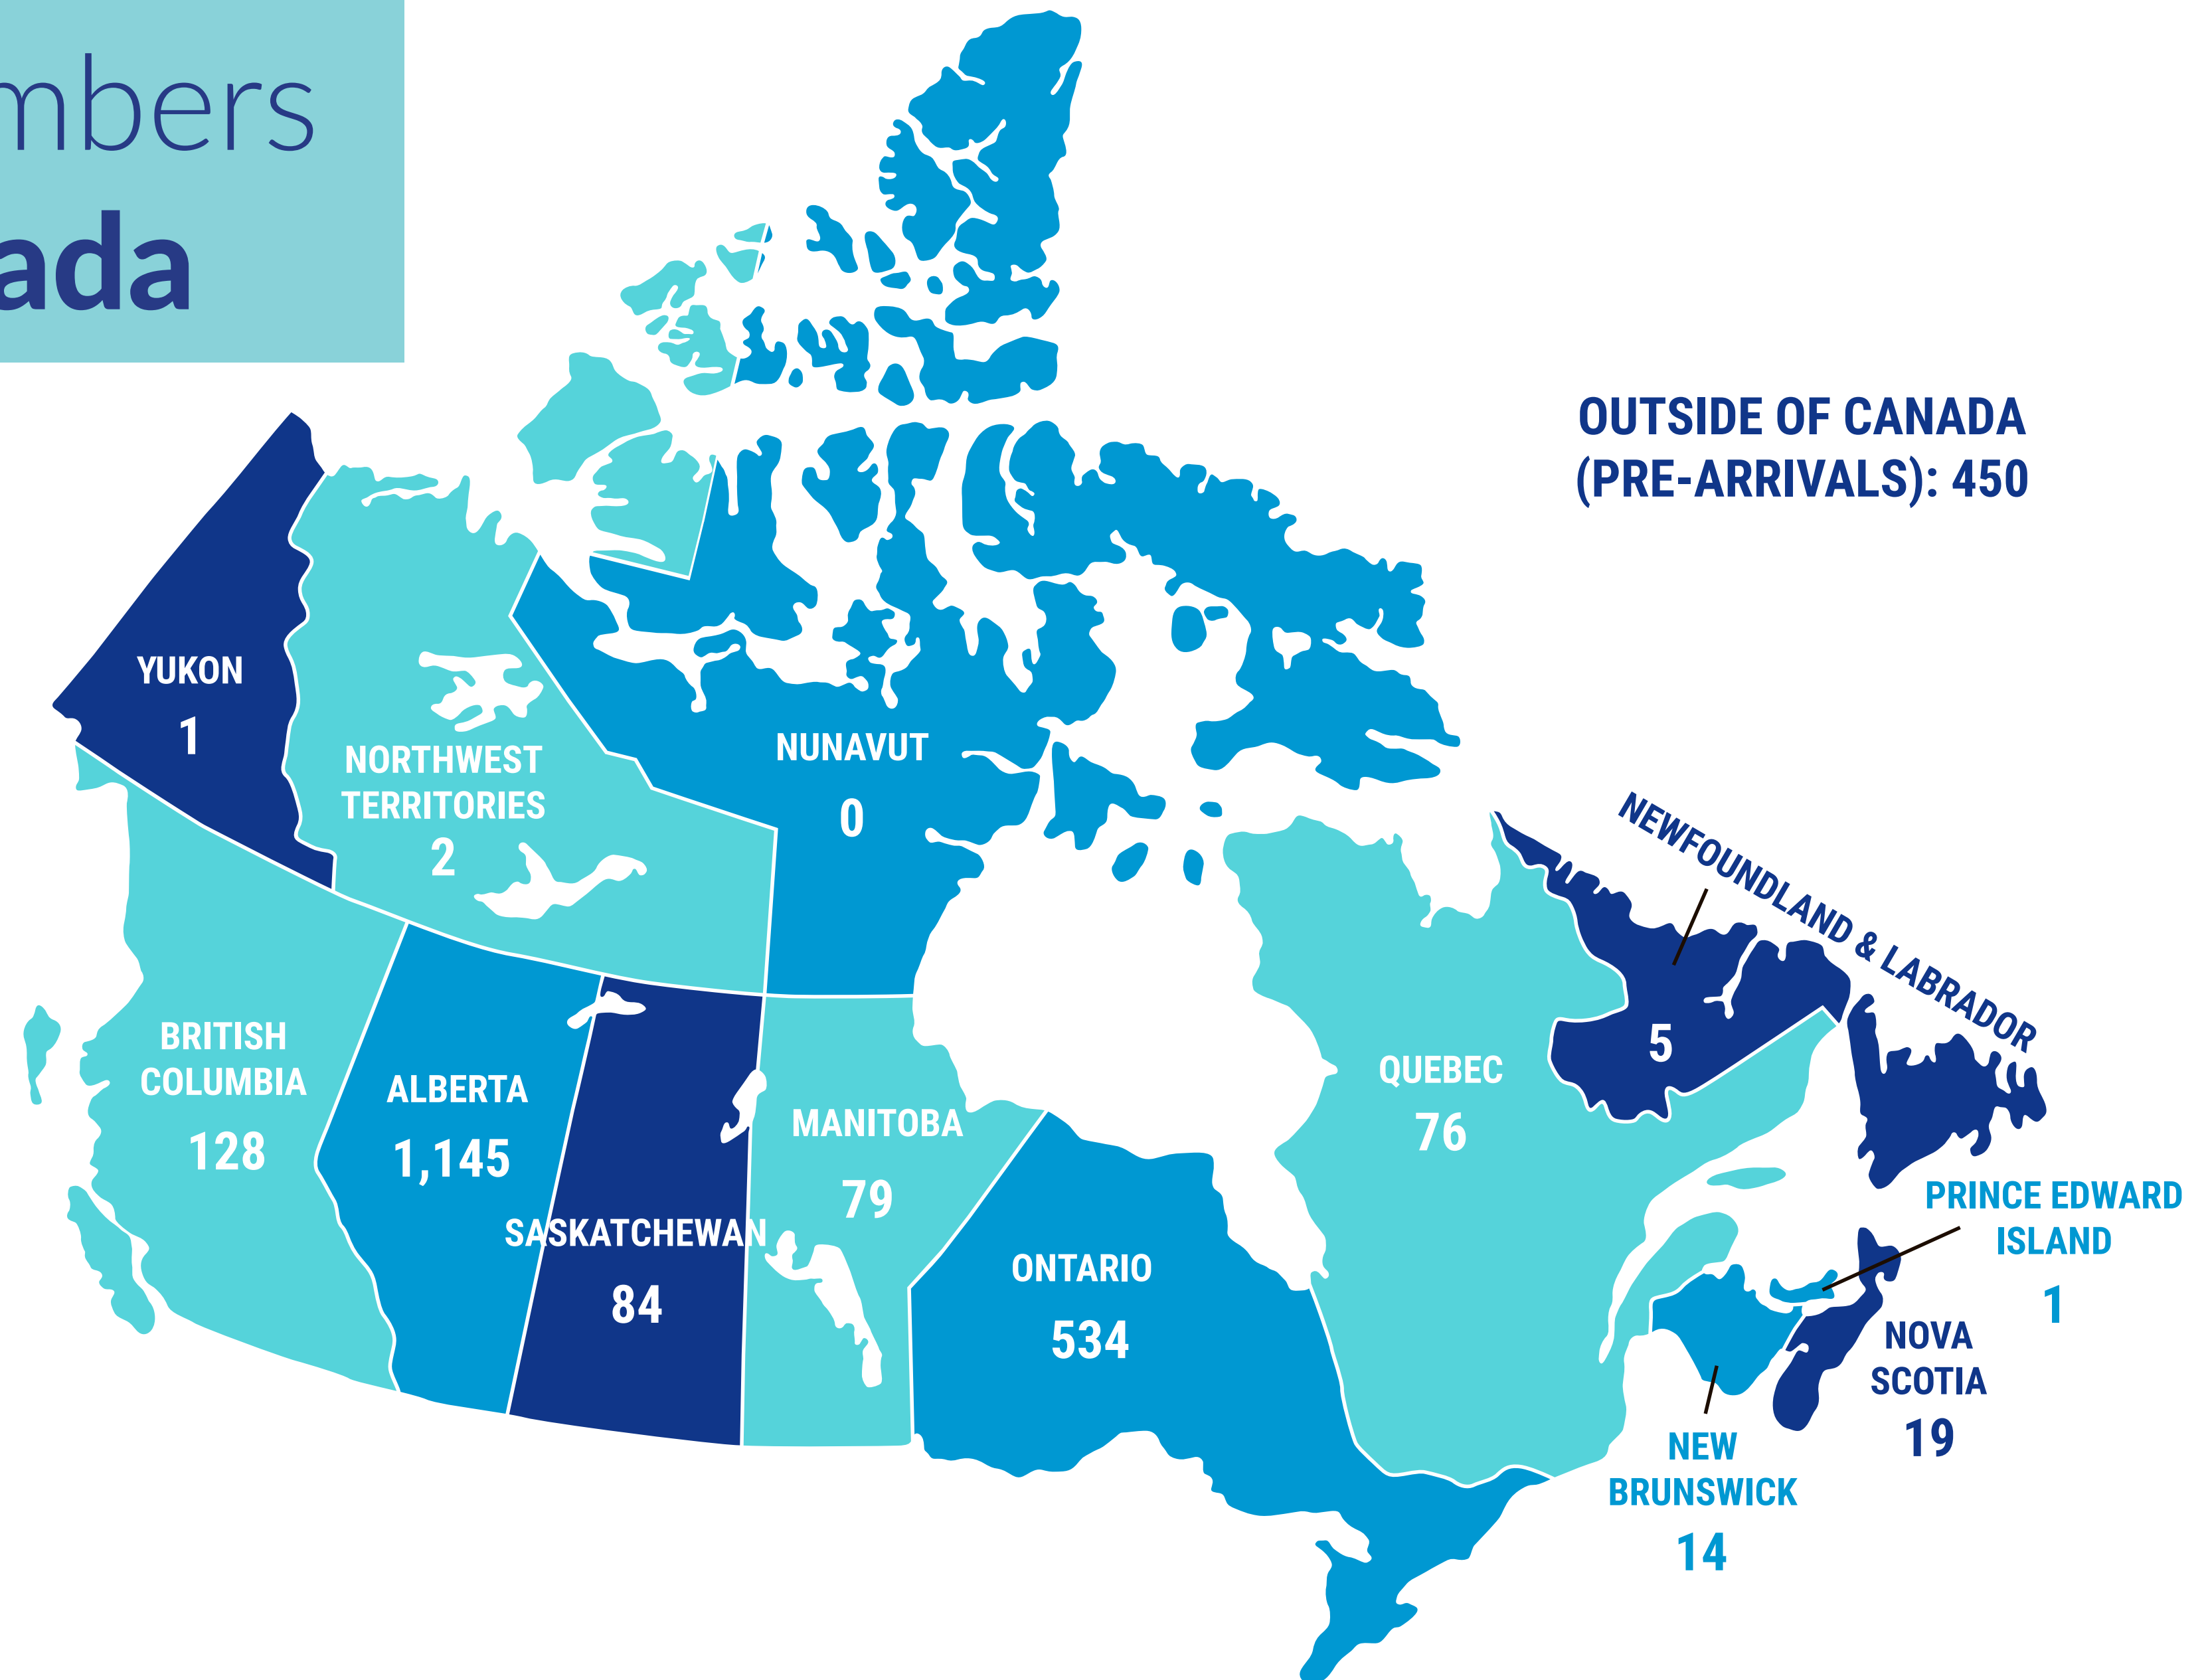 mbers
ada
OUTSIDE OF CANADA
(PRE-ARRIVALS): 450
YUKON
1
NORTHWEST
TERRITORIES
2
NUNAVUT
0
NEWFOUNDLAND & LABRADOR
5
BRITISH
COLUMBIA
128
ALBERTA
1,145
SASKATCHEWAN
84
MANITOBA
79
ONTARIO
534
QUEBEC
76
PRINCE EDWARD
ISLAND
1
NOVA
SCOTIA
19
NEW
BRUNSWICK
14